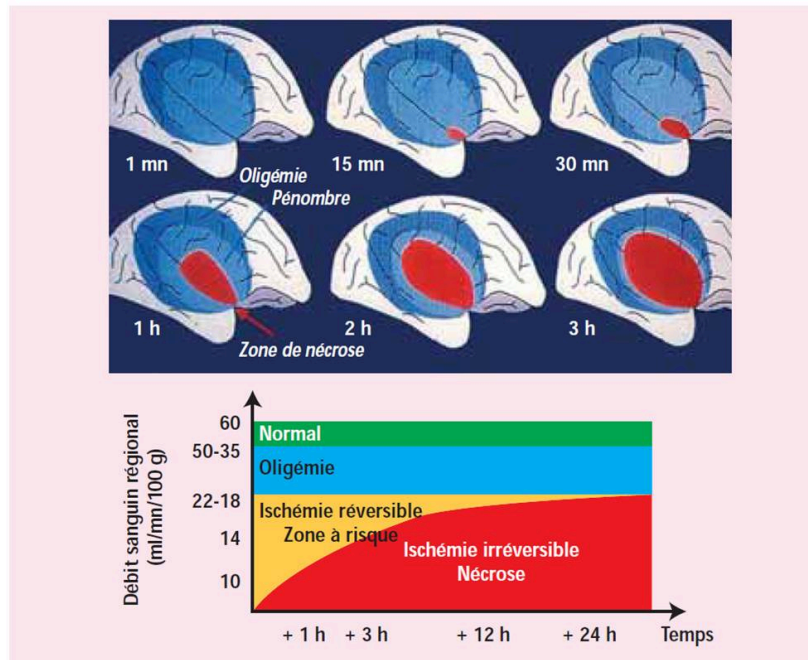 1 mn
15 mn
30 mn
Oligémie
Pénombre
1 h
2 h
3 h
Zone de nécrose
Débit sanguin régional
(ml/mn/100 g)
60
50-35
22-18
14
10
Normal
Oligémie
Ischémie réversible
Zone à risque
Ischémie irréversible
Nécrose
+ 1 h
+ 3 h
+ 12 h
+ 24 h
Temps